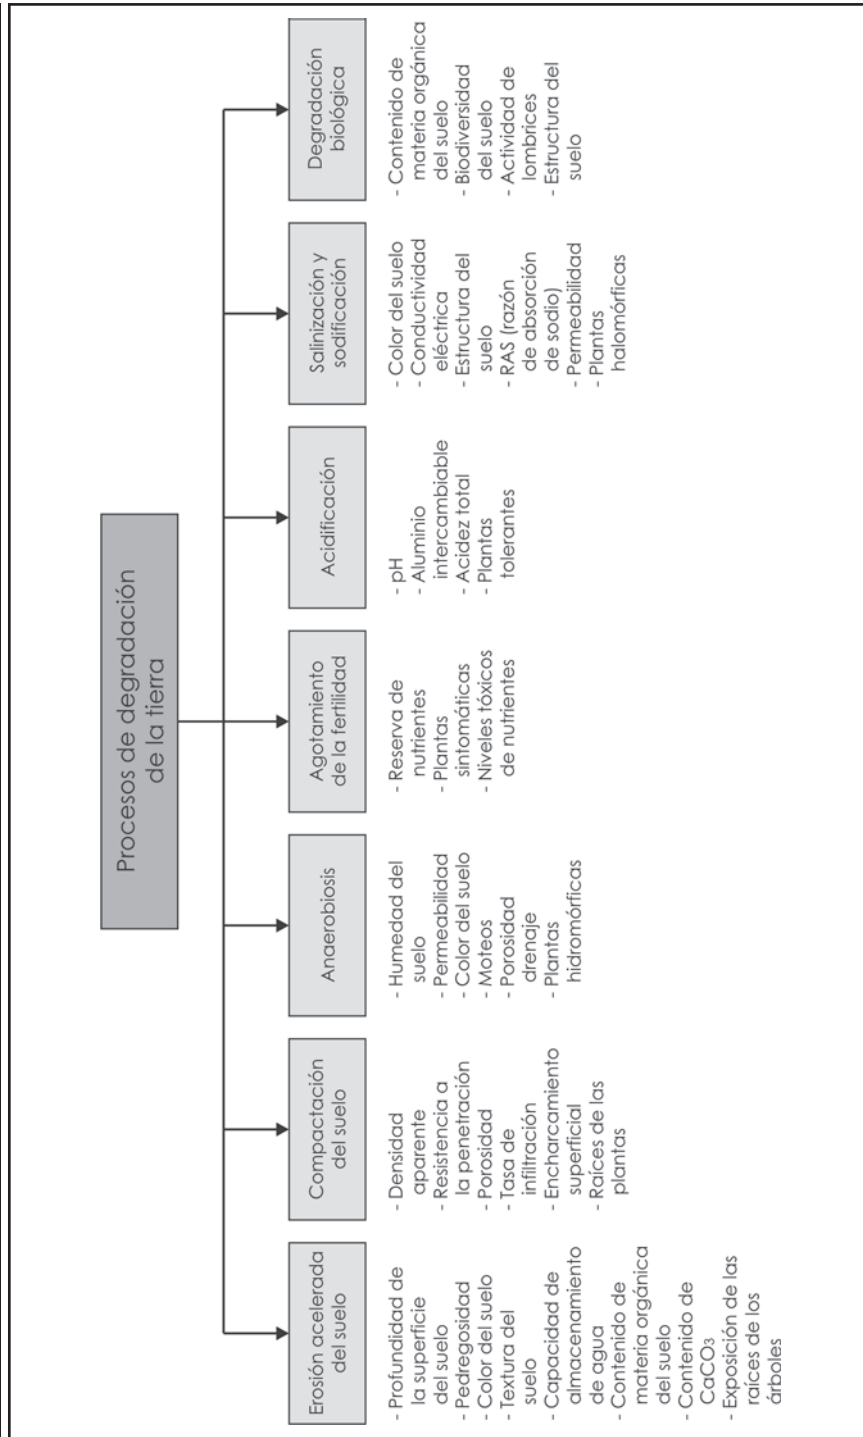 Procesos de degradación
de la tierra
Erosión acelerada
del suelo
- Profundidad de
la superficie
del suelo
- Pedregosidad
- Color del suelo
- Textura del
suelo
- Capacidad de
almacenamiento
de agua
- Contenido de
materia orgánica
del suelo
- Contenido de
CaCO₃
- Exposición de las
raíces de los
árboles
Compactación
del suelo
- Densidad
aparente
- Resistencia a
la penetración
- Porosidad
- Tasa de
infiltración
- Encharcamiento
superficial
- Raíces de las
plantas
Anaerobiosis
- Humedad del
suelo
- Permeabilidad
- Color del suelo
- Moteos
- Porosidad
drenaje
- Plantas
hidromórficas
Agotamiento
de la fertilidad
- Reserva de
nutrientes
- Plantas
sintomáticas
- Niveles tóxicos
de nutrientes
Acidificación
- pH
- Aluminio
intercambiable
- Acidez total
- Plantas
tolerantes
Salinización y
sodificación
- Color del suelo
- Conductividad
eléctrica
- Estructura del
suelo
- RAS (razón
de absorción
de sodio)
- Permeabilidad
- Plantas
halomórficas
Degradación
biológica
- Contenido de
materia orgánica
del suelo
- Biodiversidad
del suelo
- Actividad de
lombrices
- Estructura del
suelo